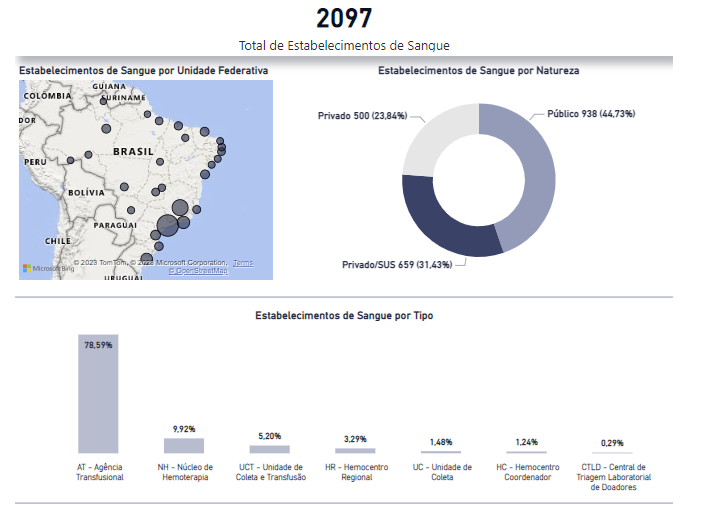 2097
Total de Estabelecimentos de Sangue
Estabelecimentos de Sangue por Unidade Federativa
GUIANA
COLÔMBIA
SURINAME
DOR
BRASIL
PERU
BOLÍVIA
PARAGUAI
CHILE
© 2023 TomTom, © 2023 Microsoft Corporation, Terms
© OpenStreetMap
Microsoft Bing
URUGUAI
Estabelecimentos de Sangue por Natureza
Privado 500 (23,84%)
Público 938 (44,73%)
Privado/SUS 659 (31,43%)
Estabelecimentos de Sangue por Tipo
78,59%
9,92%
5,20%
3,29%
1,48%
1,24%
0,29%
AT - Agência
Transfusional
NH - Núcleo de
Hemoterapia
UCT - Unidade de
Coleta e Transfusão
HR - Hemocentro
Regional
UC - Unidade de
Coleta
HC - Hemocentro
Coordenador
CTLD - Central de
Triagem Laboratorial
de Doadores